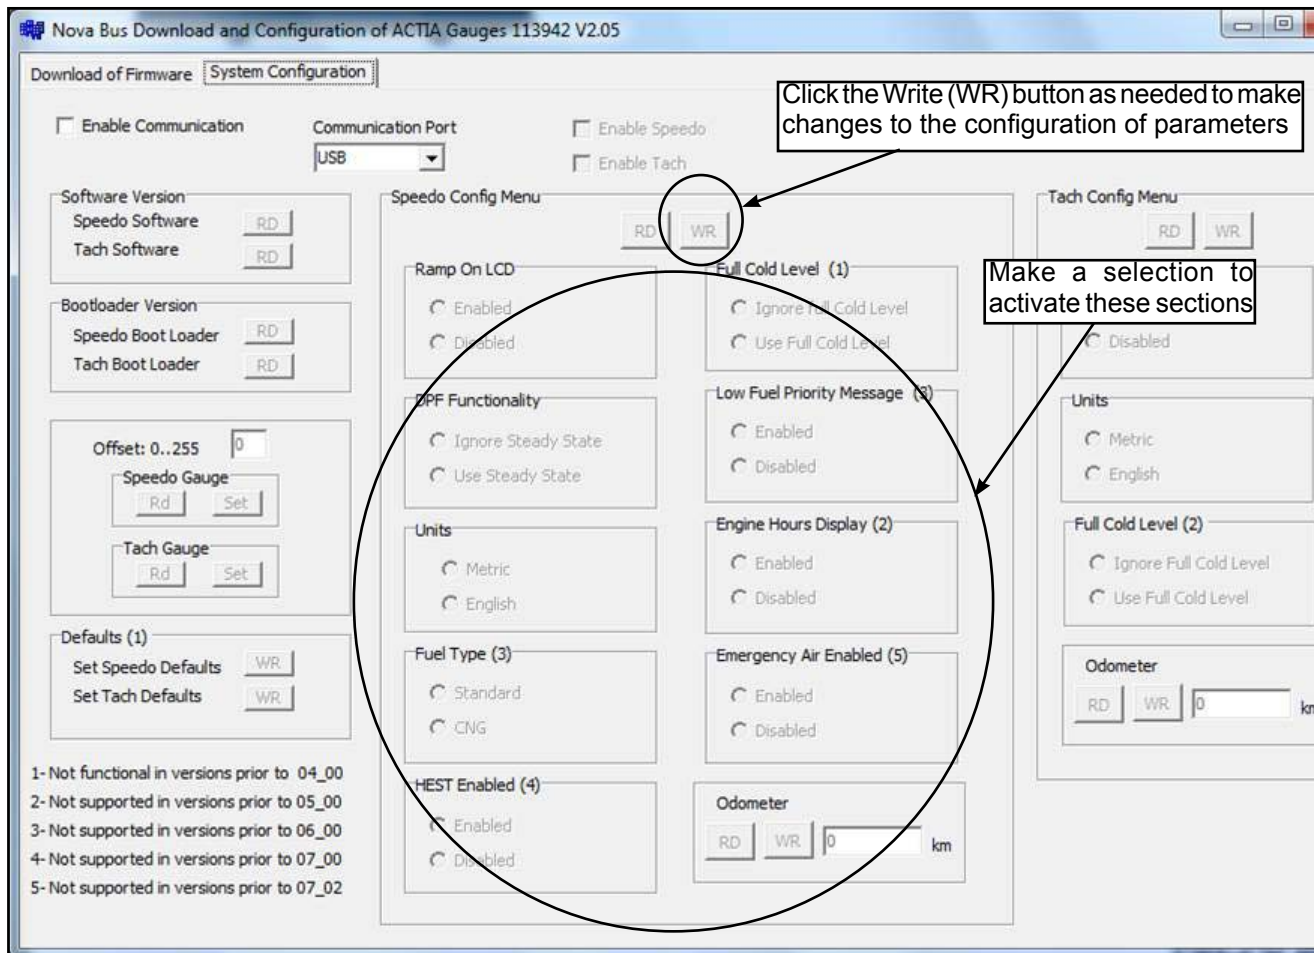 Nova Bus Download and Configuration of ACTIA Gauges 113942 V2.05
Download of Firmware
System Configuration
Click the Write (WR) button as needed to make
changes to the configuration of parameters
Enable Communication
Communication Port
USB
Enable Speedo
Enable Tach
Software Version
Speedo Software RD
Tach Software RD
Bootloader Version
Speedo Boot Loader RD
Tach Boot Loader RD
Offset: 0..255 0
Speedo Gauge
Rd Set
Tach Gauge
Rd Set
Defaults (1)
Set Speedo Defaults WR
Set Tach Defaults WR
1- Not functional in versions prior to 04_00
2- Not supported in versions prior to 05_00
3- Not supported in versions prior to 06_00
4- Not supported in versions prior to 07_00
5- Not supported in versions prior to 07_02
Speedo Config Menu
RD WR
Ramp On LCD
Enabled
Disabled
DPF Functionality
Ignore Steady State
Use Steady State
Units
Metric
English
Fuel Type (3)
Standard
CNG
HEST Enabled (4)
Enabled
Disabled
Full Cold Level (1)
Ignore full Cold Level
Use Full Cold Level
Low Fuel Priority Message (3)
Enabled
Disabled
Engine Hours Display (2)
Enabled
Disabled
Emergency Air Enabled (5)
Enabled
Disabled
Odometer
RD WR 0 km
Tach Config Menu
RD WR
Make a selection to
activate these sections
Disabled
Units
Metric
English
Full Cold Level (2)
Ignore Full Cold Level
Use Full Cold Level
Odometer
RD WR 0 km